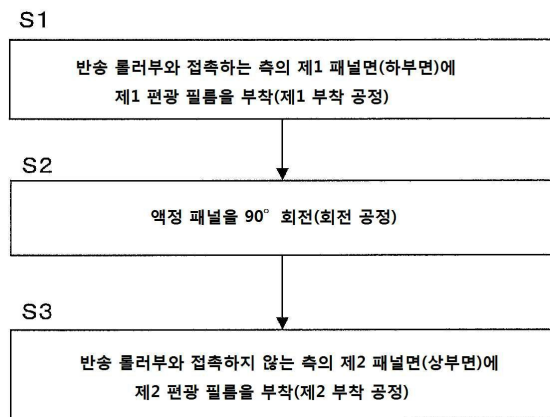 S1
반송 롤러부와 접촉하는 측의 제1 패널면(하부면)에
제1 편광 필름을 부착(제1 부착 공정)
S2
액정 패널을 90° 회전(회전 공정)
S3
반송 롤러부와 접촉하지 않는 측의 제2 패널면(상부면)에
제2 편광 필름을 부착(제2 부착 공정)